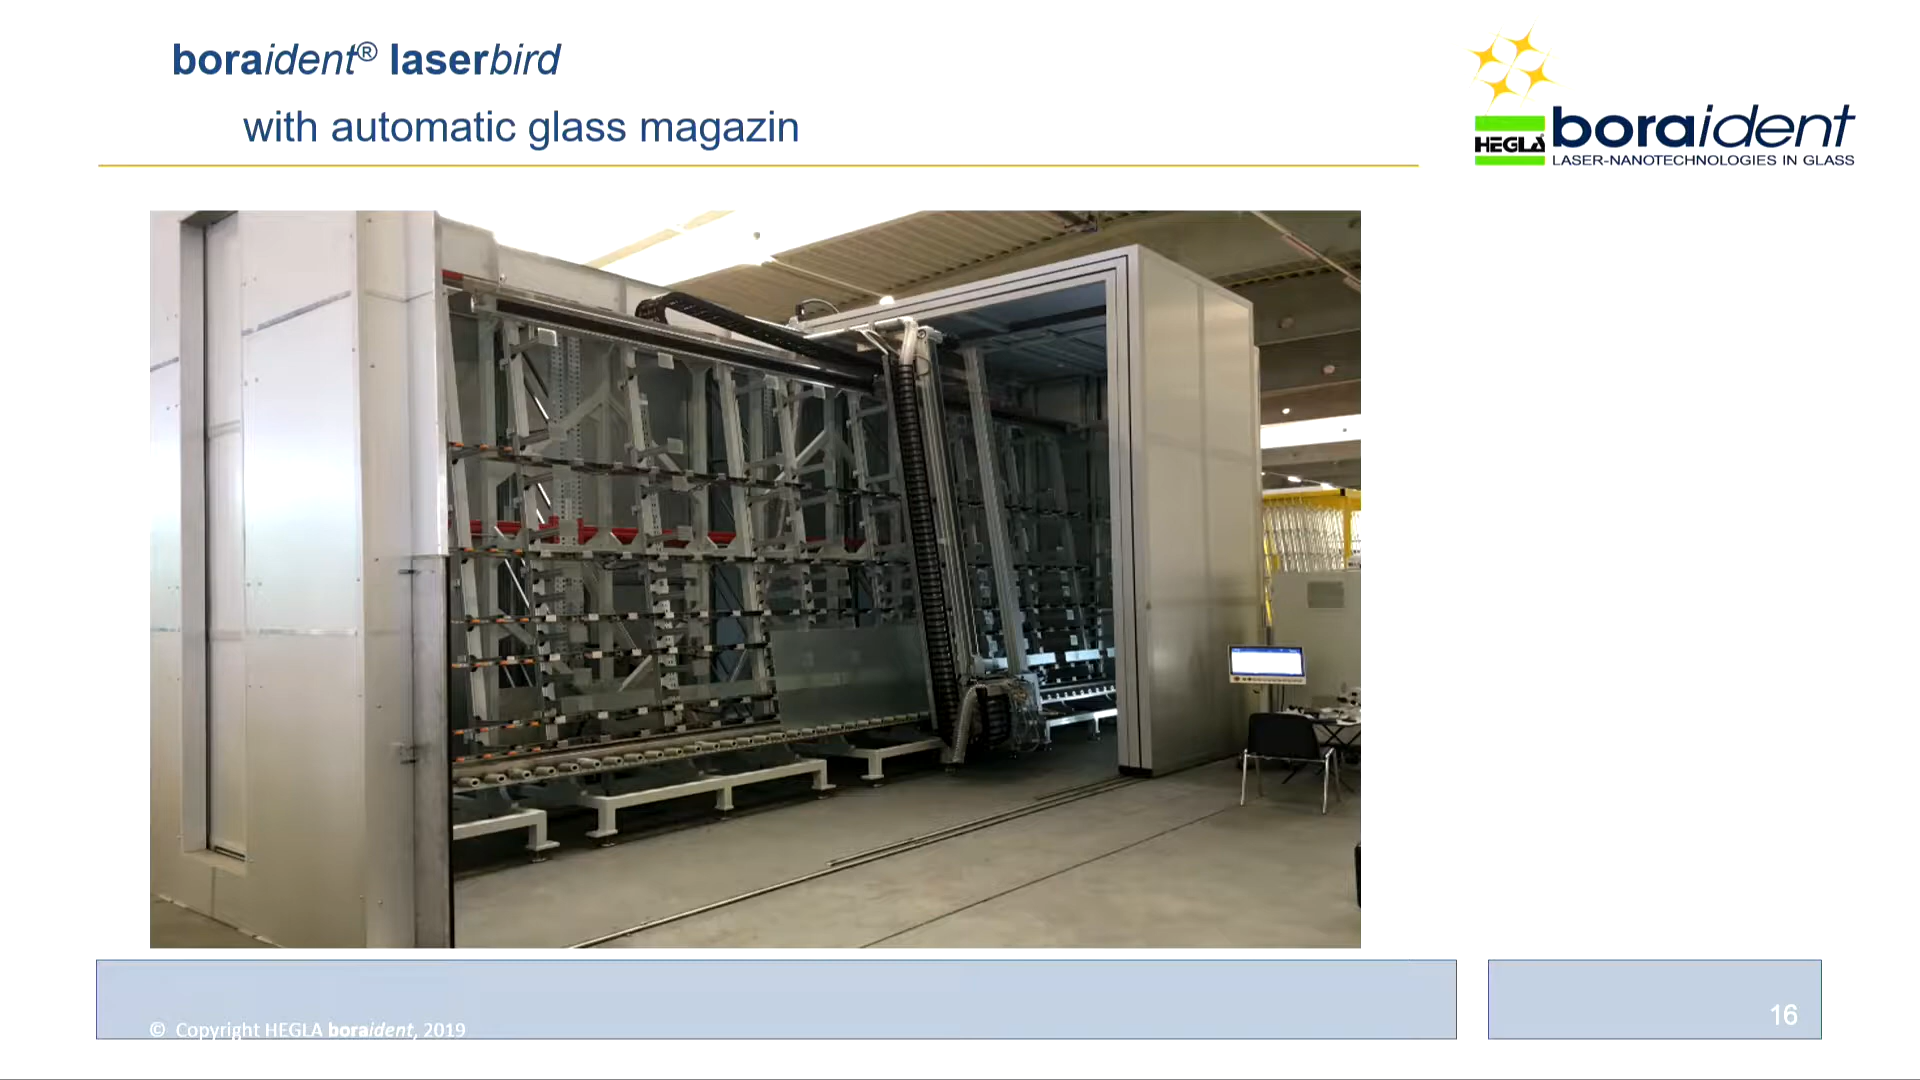 boraident® laserbird
with automatic glass magazin
HEGLA boraident
LASER-NANOTECHNOLOGIES IN GLASS
© Copyright HEGLA boraident, 2019
16